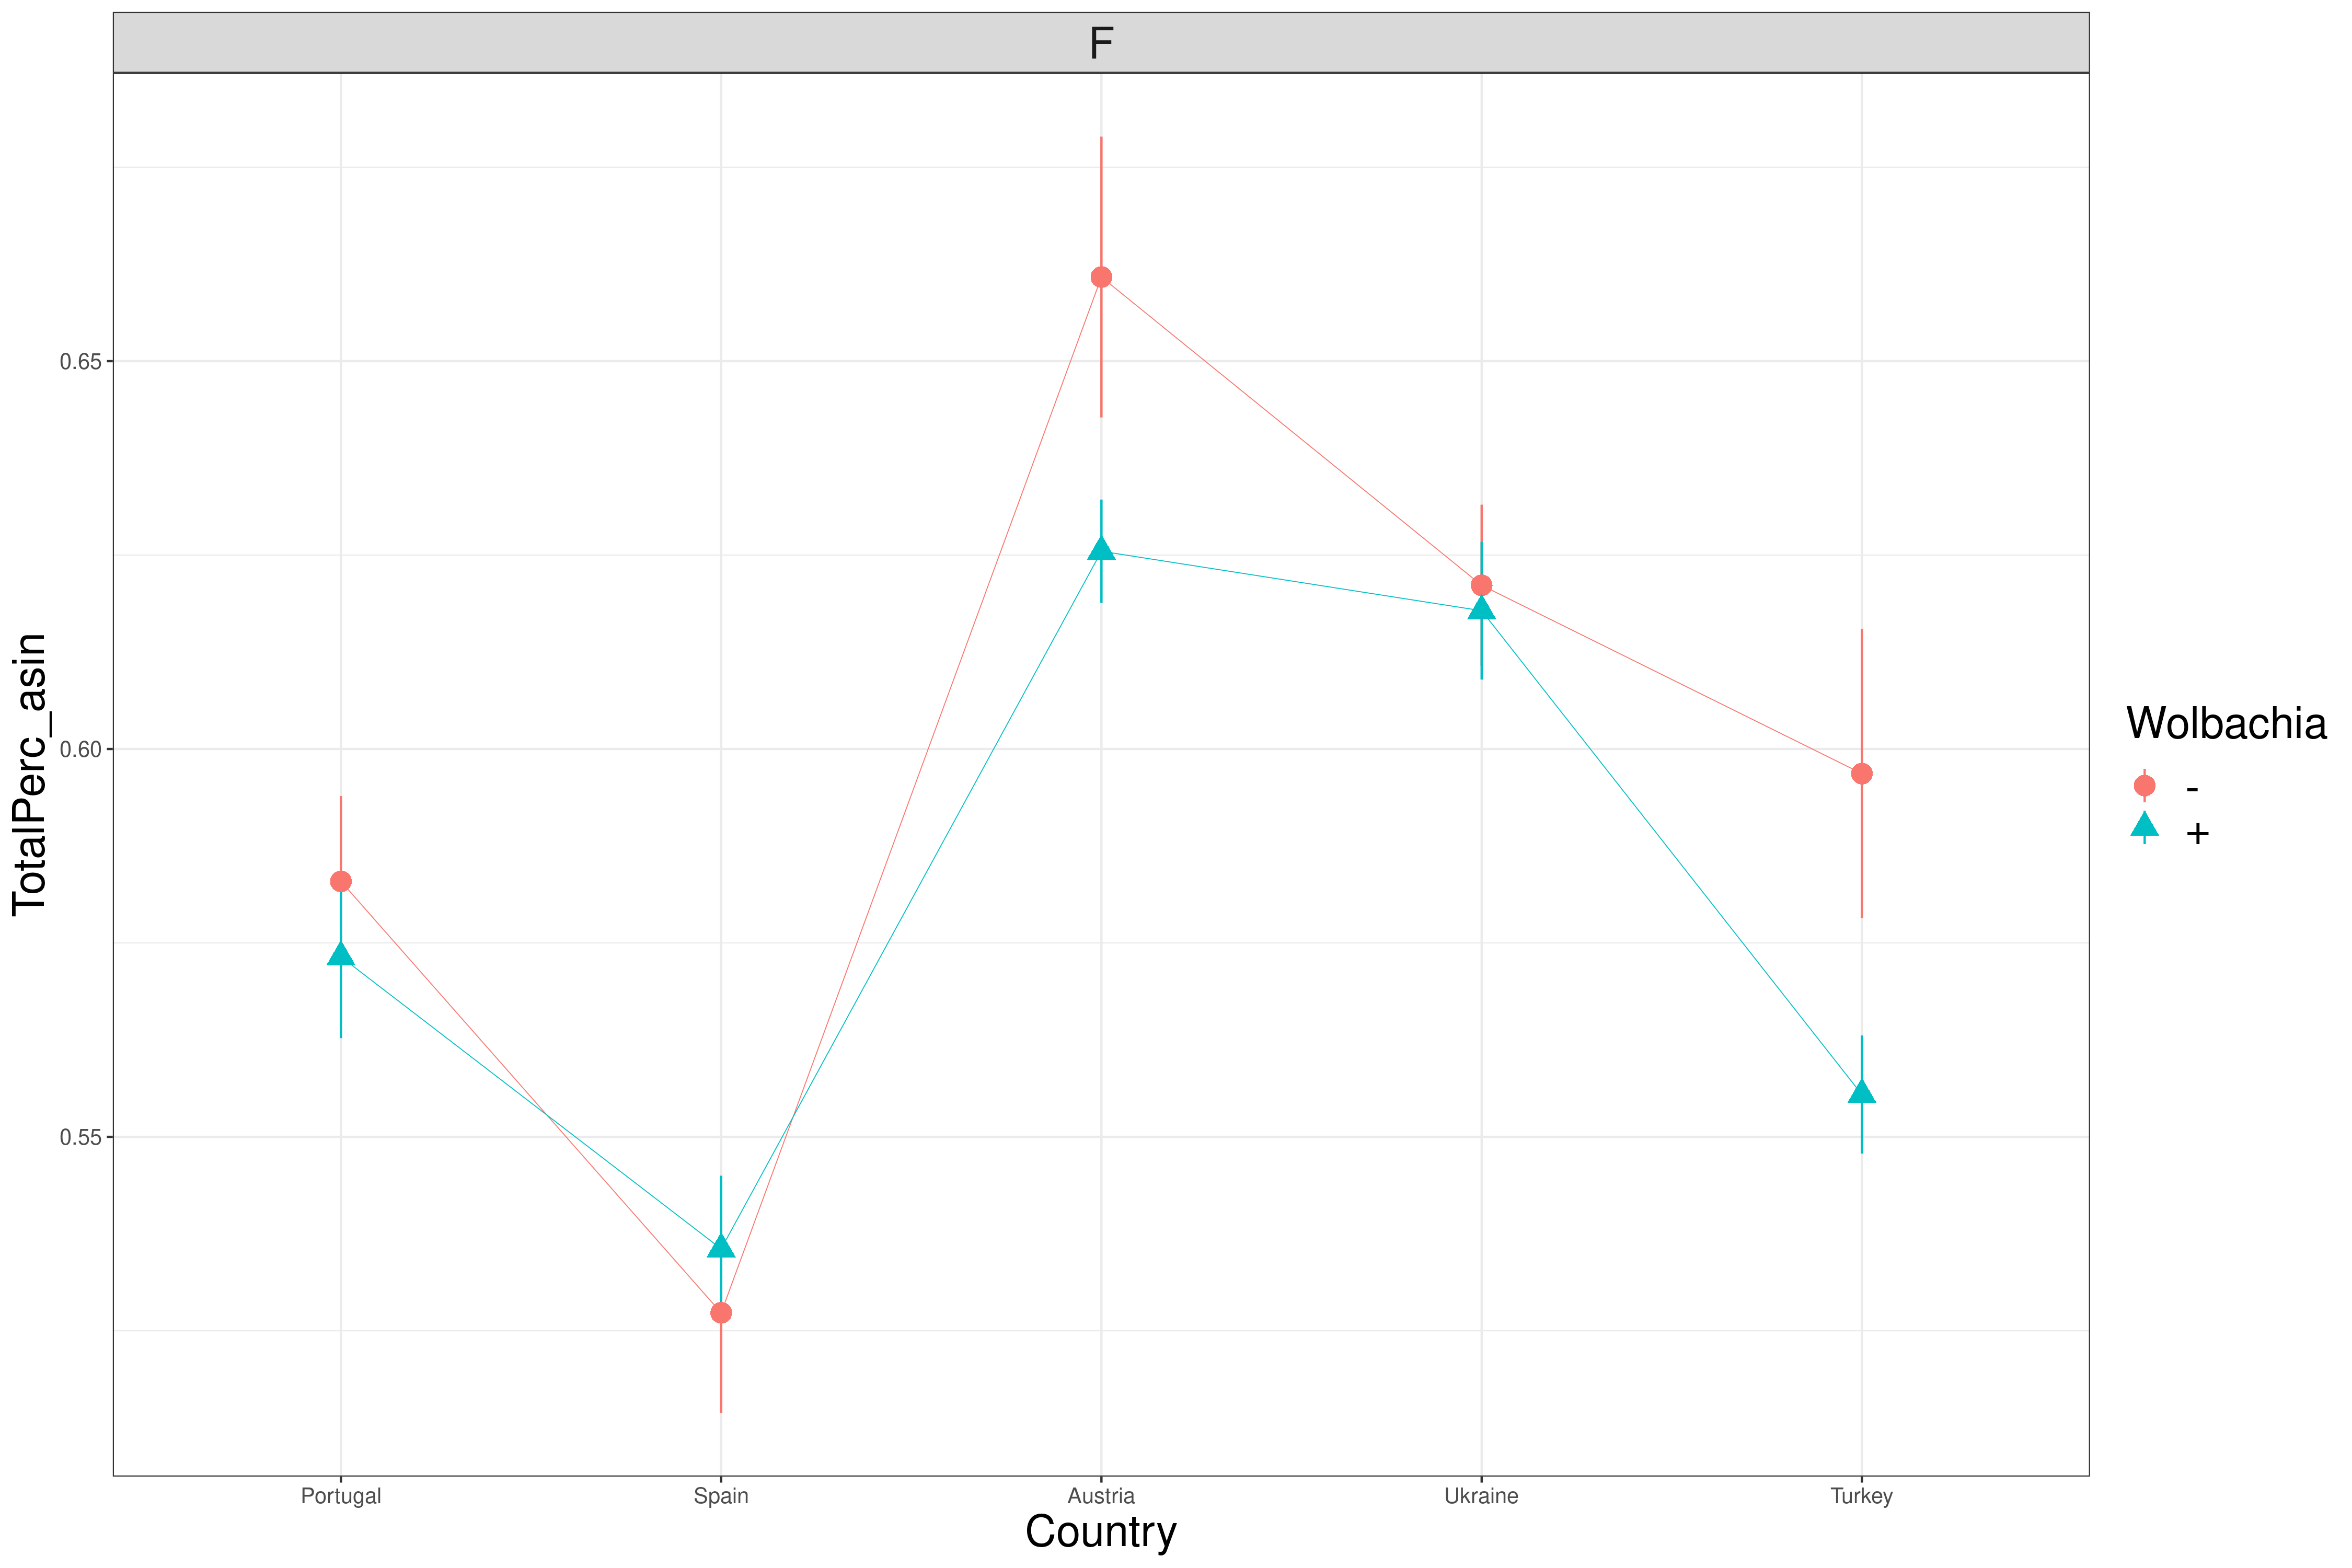 F
TotalPerc_asin
0.65
0.60
0.55
Portugal
Spain
Austria
Ukraine
Turkey
Country
Wolbachia
-
+